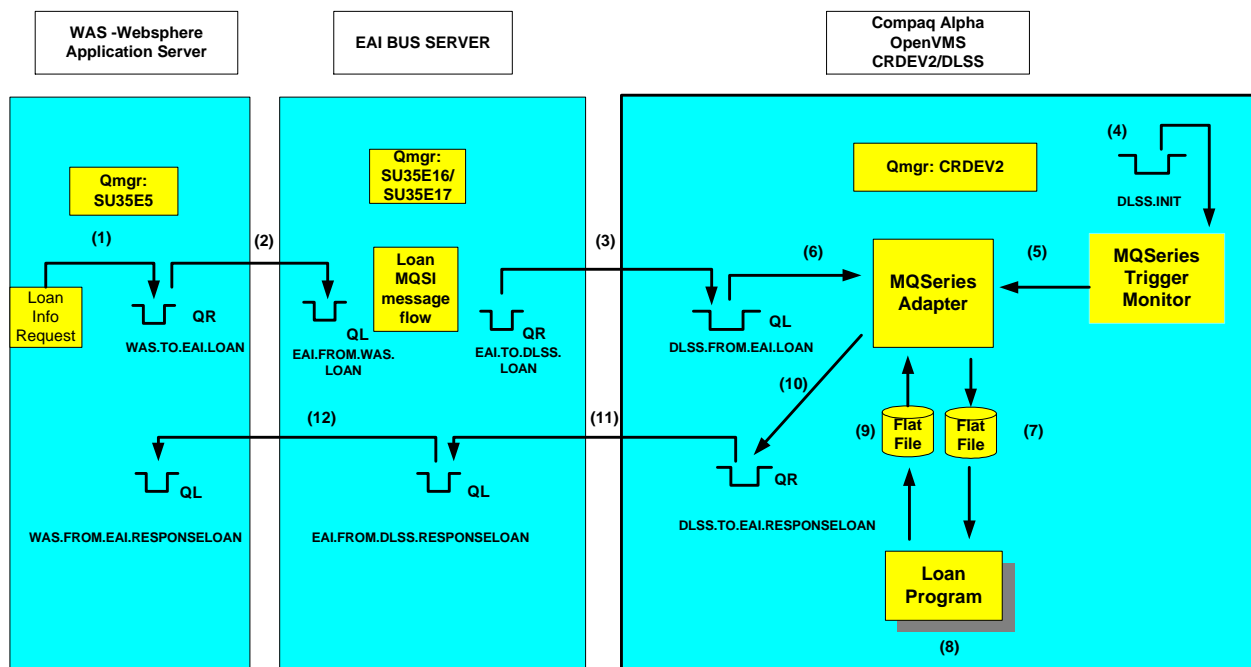 WAS -Websphere
Application Server
EAI BUS SERVER
Compaq Alpha
OpenVMS
CRDEV2/DLSS
Qmgr:
SU35E5
(1)
Loan
Info
Request
QR
WAS.TO.EAI.LOAN
(2)
Qmgr:
SU35E16/
SU35E17
Loan
MQSI
message
flow
QL
EAI.FROM.WAS.
LOAN
QR
EAI.TO.DLSS.
LOAN
(3)
Qmgr: CRDEV2
(4)
DLSS.INIT
(5)
MQSeries
Trigger
Monitor
(6)
MQSeries
Adapter
QL
DLSS.FROM.EAI.LOAN
(10)
(9)
Flat
File
Flat
File
(7)
(12)
(11)
QL
WAS.FROM.EAI.RESPONSELOAN
QL
EAI.FROM.DLSS.RESPONSELOAN
QR
DLSS.TO.EAI.RESPONSELOAN
Loan
Program
(8)